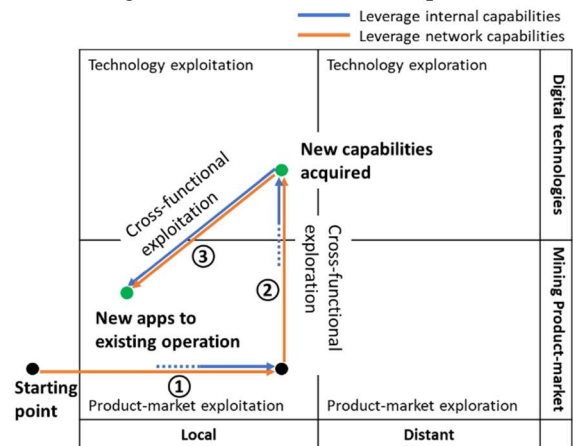 Leverage internal capabilities
Leverage network capabilities
Technology exploitation
Technology exploration
Digital technologies
New capabilities
acquired
Cross-functional
exploitation
Cross-functional
exploration
③
②
Mining Product-market
New apps to
existing operation
Starting
point
①
Product-market exploitation
Product-market exploration
Local
Distant